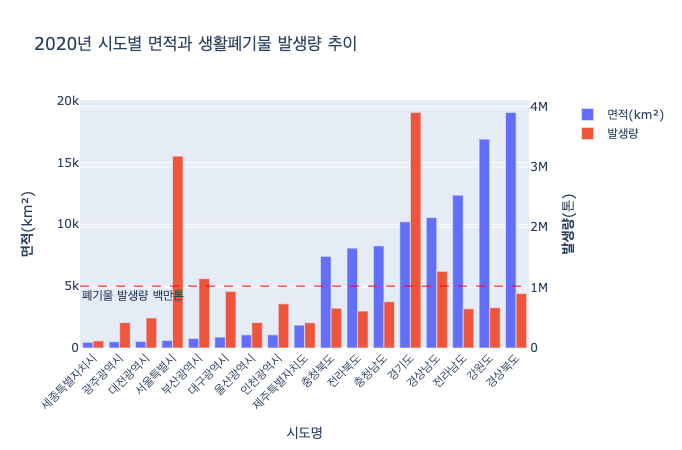 2020년 시도별 면적과 생활폐기물 발생량 추이
면적(km²)
발생량
20k
15k
10k
5k
0
4M
3M
2M
1M
0
면적(km²)
발생량(톤)
폐기물 발생량 백만톤
세종특별자치시
광주광역시
대전광역시
서울특별시
부산광역시
대구광역시
울산광역시
인천광역시
제주특별자치도
충청북도
전라북도
충청남도
경기도
경상남도
전라남도
강원도
경상북도
시도명